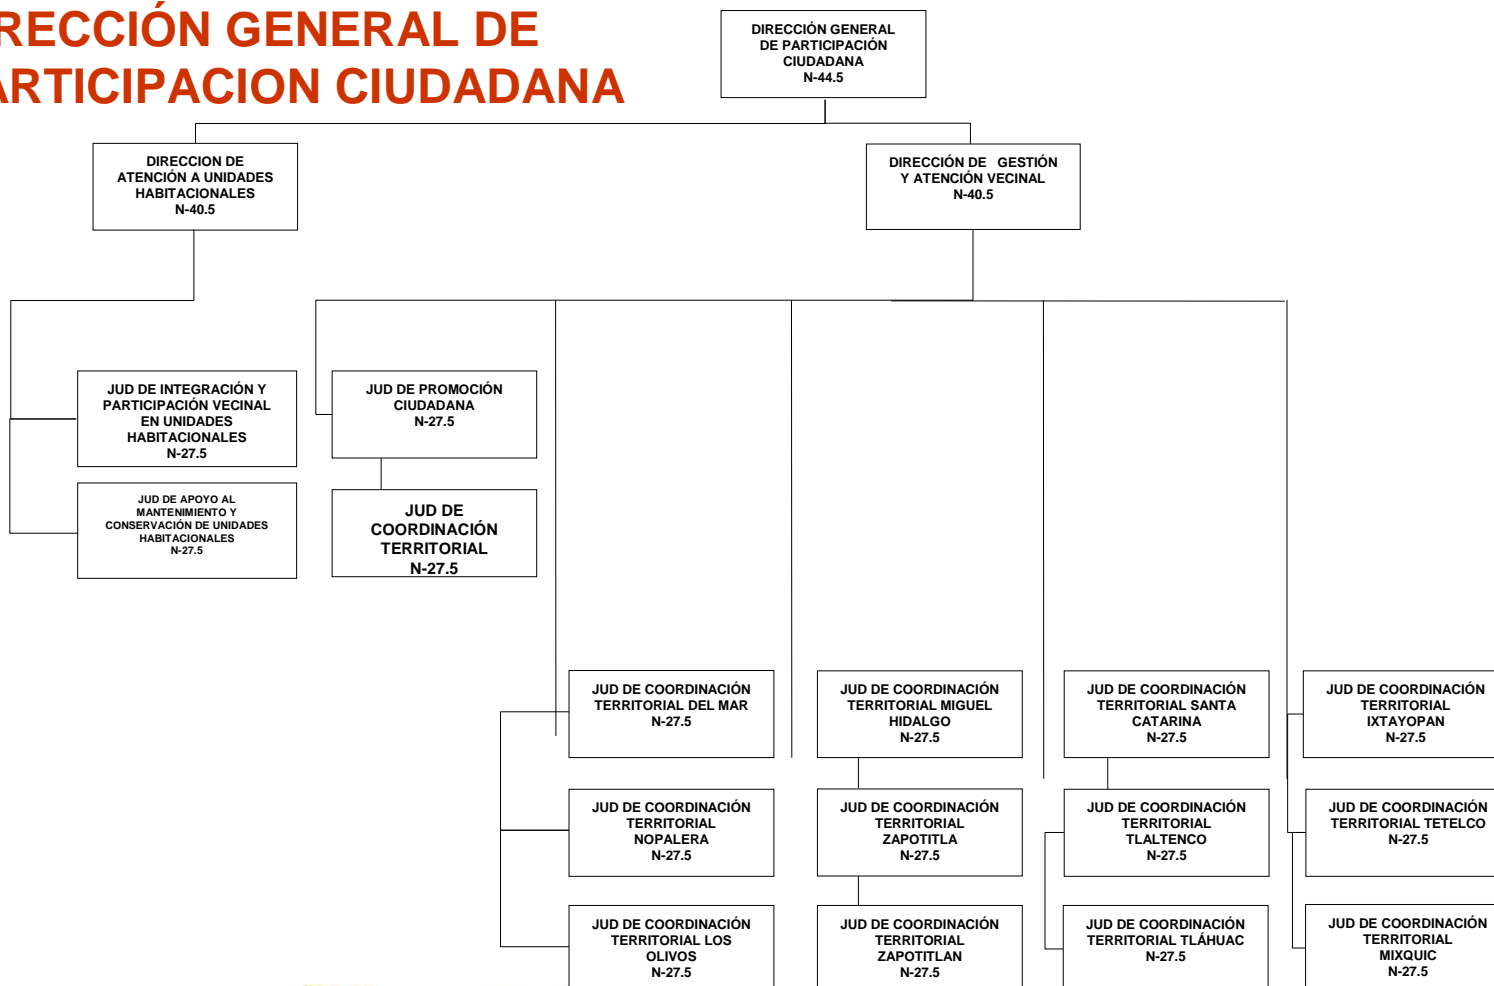 RECCIÓN GENERAL DE
ARTICIPACION CIUDADANA
DIRECCIÓN GENERAL
DE PARTICIPACIÓN
CIUDADANA
N-44.5
DIRECCION DE
ATENCIÓN A UNIDADES
HABITACIONALES
N-40.5
DIRECCIÓN DE GESTIÓN
Y ATENCIÓN VECINAL
N-40.5
JUD DE INTEGRACIÓN Y
PARTICIPACIÓN VECINAL
EN UNIDADES
HABITACIONALES
N-27.5
JUD DE PROMOCIÓN
CIUDADANA
N-27.5
JUD DE APOYO AL
MANTENIMIENTO Y
CONSERVACIÓN DE UNIDADES
HABITACIONALES
N-27.5
JUD DE
COORDINACIÓN
TERRITORIAL
N-27.5
JUD DE COORDINACIÓN
TERRITORIAL DEL MAR
N-27.5
JUD DE COORDINACIÓN
TERRITORIAL MIGUEL
HIDALGO
N-27.5
JUD DE COORDINACIÓN
TERRITORIAL SANTA
CATARINA
N-27.5
JUD DE COORDINACIÓN
TERRITORIAL
IXTAYOPAN
N-27.5
JUD DE COORDINACIÓN
TERRITORIAL
NOPALERA
N-27.5
JUD DE COORDINACIÓN
TERRITORIAL
ZAPOTITLA
N-27.5
JUD DE COORDINACIÓN
TERRITORIAL
TLALTENCO
N-27.5
JUD DE COORDINACIÓN
TERRITORIAL TETELCO
N-27.5
JUD DE COORDINACIÓN
TERRITORIAL LOS
OLIVOS
N-27.5
JUD DE COORDINACIÓN
TERRITORIAL
ZAPOTITLAN
N-27.5
JUD DE COORDINACIÓN
TERRITORIAL TLÁHUAC
N-27.5
JUD DE COORDINACIÓN
TERRITORIAL
MIXQUIC
N-27.5